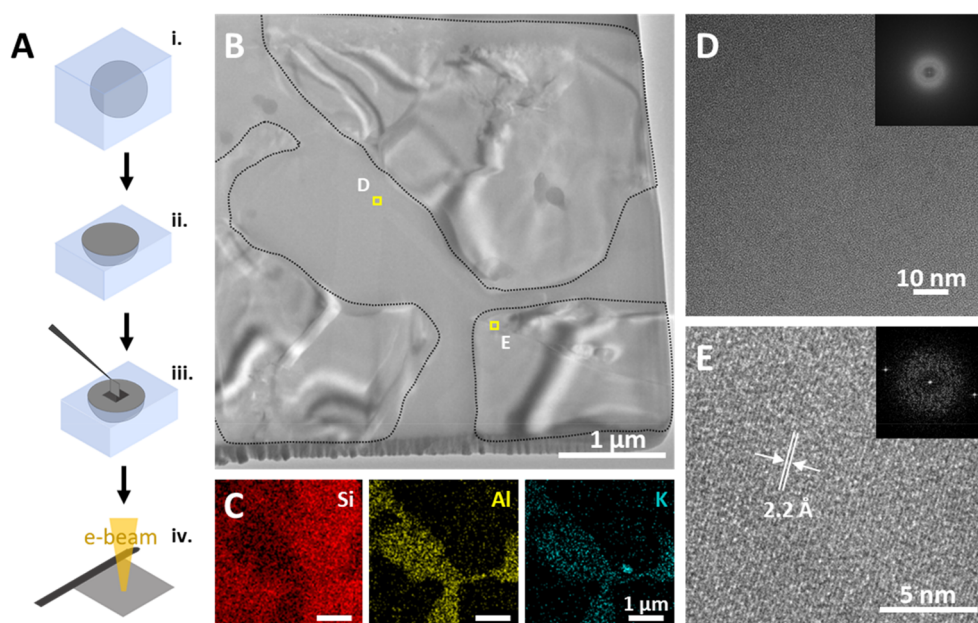 A
i.
ii.
iii.
iv.
e-beam
B
D
E
1 μm
C
Si
Al
K
1 μm
D
10 nm
E
2.2 Å
5 nm